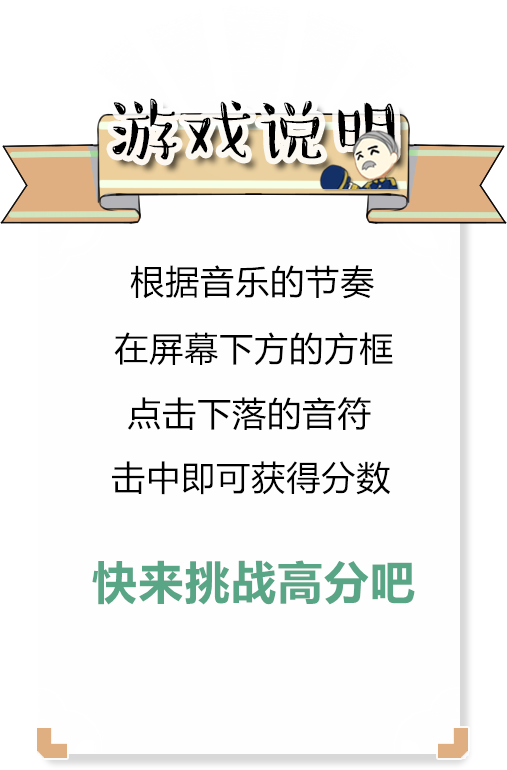 游戏说明
根据音乐的节奏
在屏幕下方的方框
点击下落的音符
击中即可获得分数
快来挑战高分吧